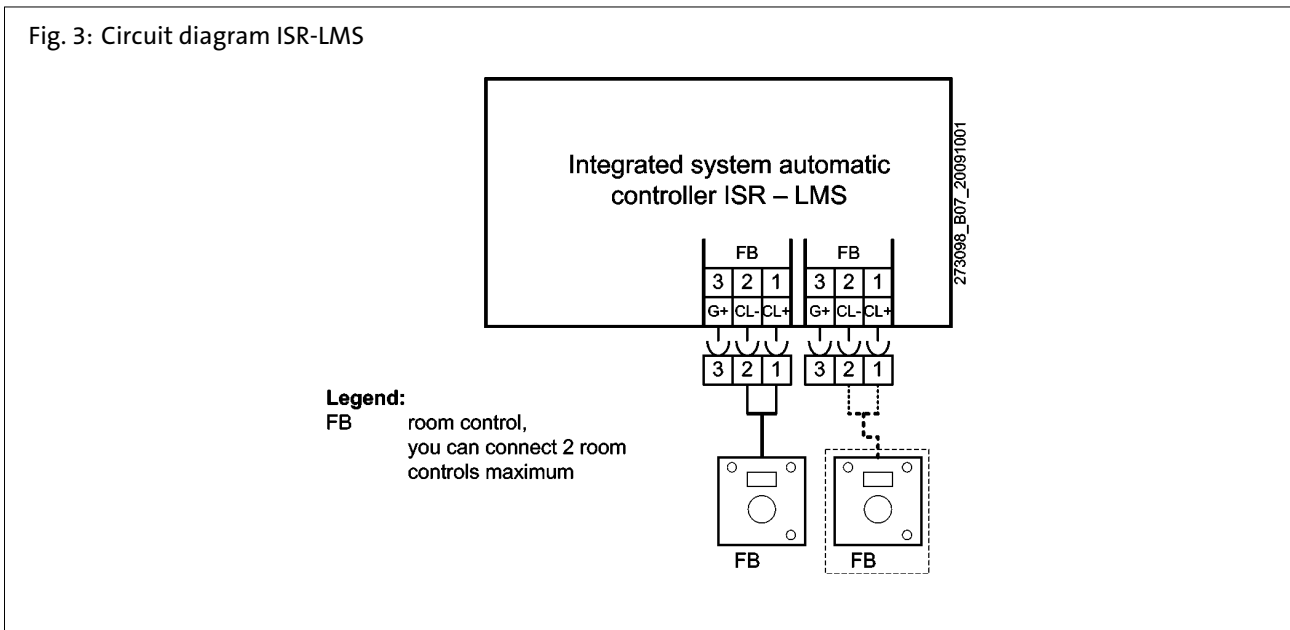 Fig. 3: Circuit diagram ISR-LMS
Integrated system automatic
controller ISR – LMS
273098_B07_20091001
FB FB
3 2 1 3 2 1
G+ CL- CL+ G+ CL- CL+
3 2 1 3 2 1
Legend:
FB room control,
you can connect 2 room
controls maximum
FB FB